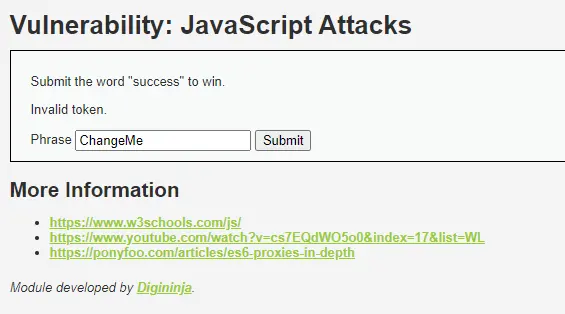 Vulnerability: JavaScript Attacks
Submit the word "success" to win.
Invalid token.
Phrase ChangeMe Submit
More Information
https://www.w3schools.com/js/
https://www.youtube.com/watch?v=cs7EQdWO5o0&index=17&list=WL
https://ponyfoo.com/articles/es6-proxies-in-depth
Module developed by Digininja.